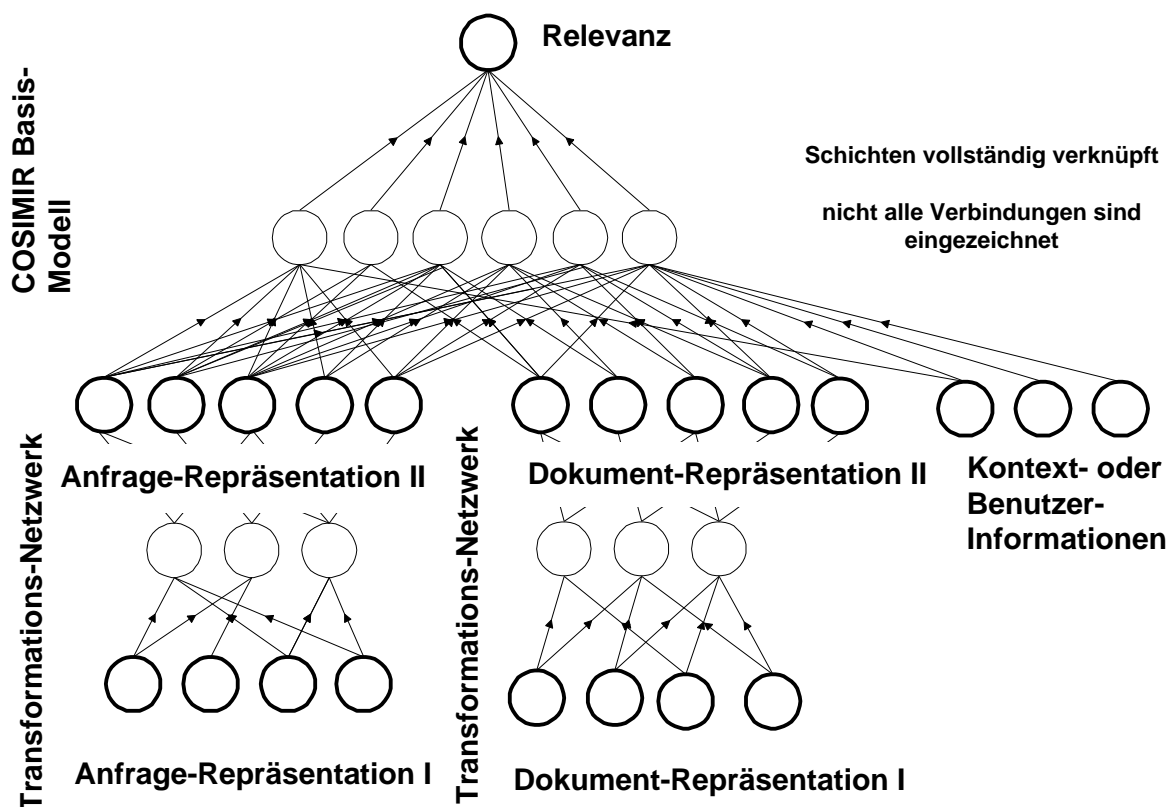 Relevanz
COSIMIR Basis-
Modell
Schichten vollständig verknüpft
nicht alle Verbindungen sind
eingezeichnet
Transformations-Netzwerk
Anfrage-Repräsentation II
Transformations-Netzwerk
Dokument-Repräsentation II
Kontext- oder
Benutzer-
Informationen
Anfrage-Repräsentation I
Dokument-Repräsentation I